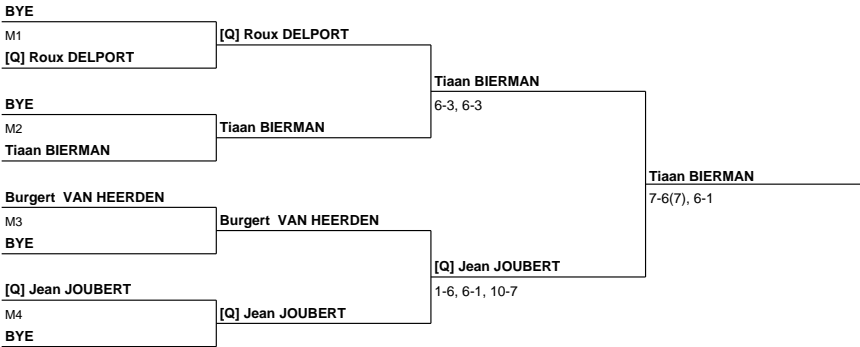 BYE
M1
[Q] Roux DELPORT
BYE
M2
Tiaan BIERMAN
Burgert  VAN HEERDEN
M3
BYE
[Q] Jean JOUBERT
M4
BYE
[Q] Roux DELPORT
Tiaan BIERMAN
Burgert  VAN HEERDEN
[Q] Jean JOUBERT
Tiaan BIERMAN
6-3, 6-3
[Q] Jean JOUBERT
1-6, 6-1, 10-7
Tiaan BIERMAN
7-6(7), 6-1